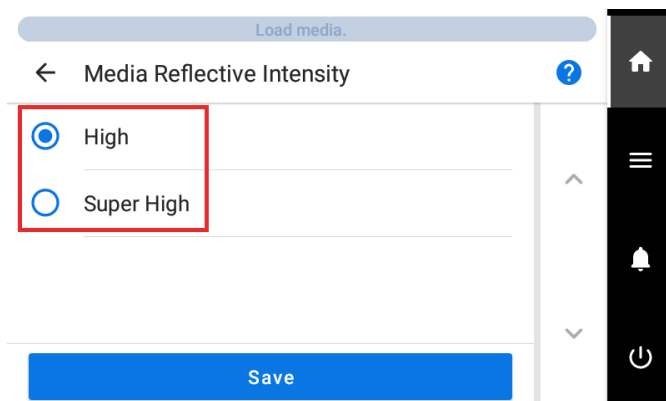 Load media.
Media Reflective Intensity
?
High
Super High
Save